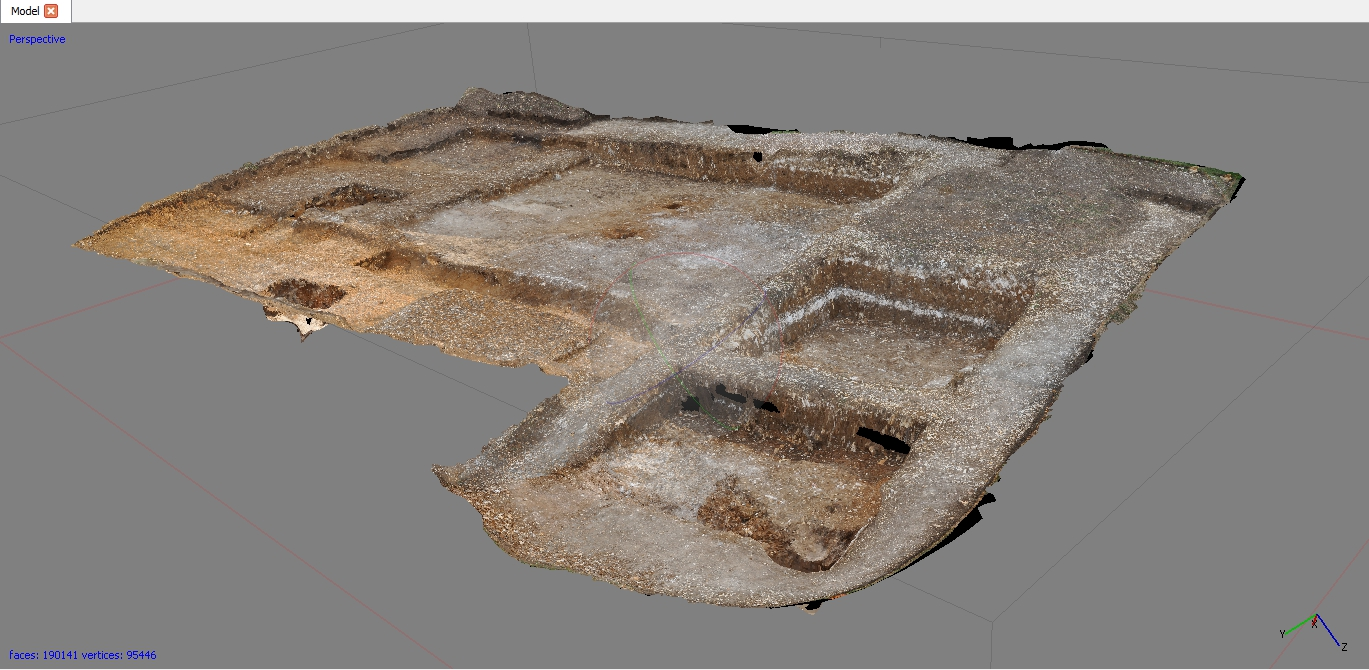 Model
Perspective
faces: 190141 vertices: 95446
Y
X
Z